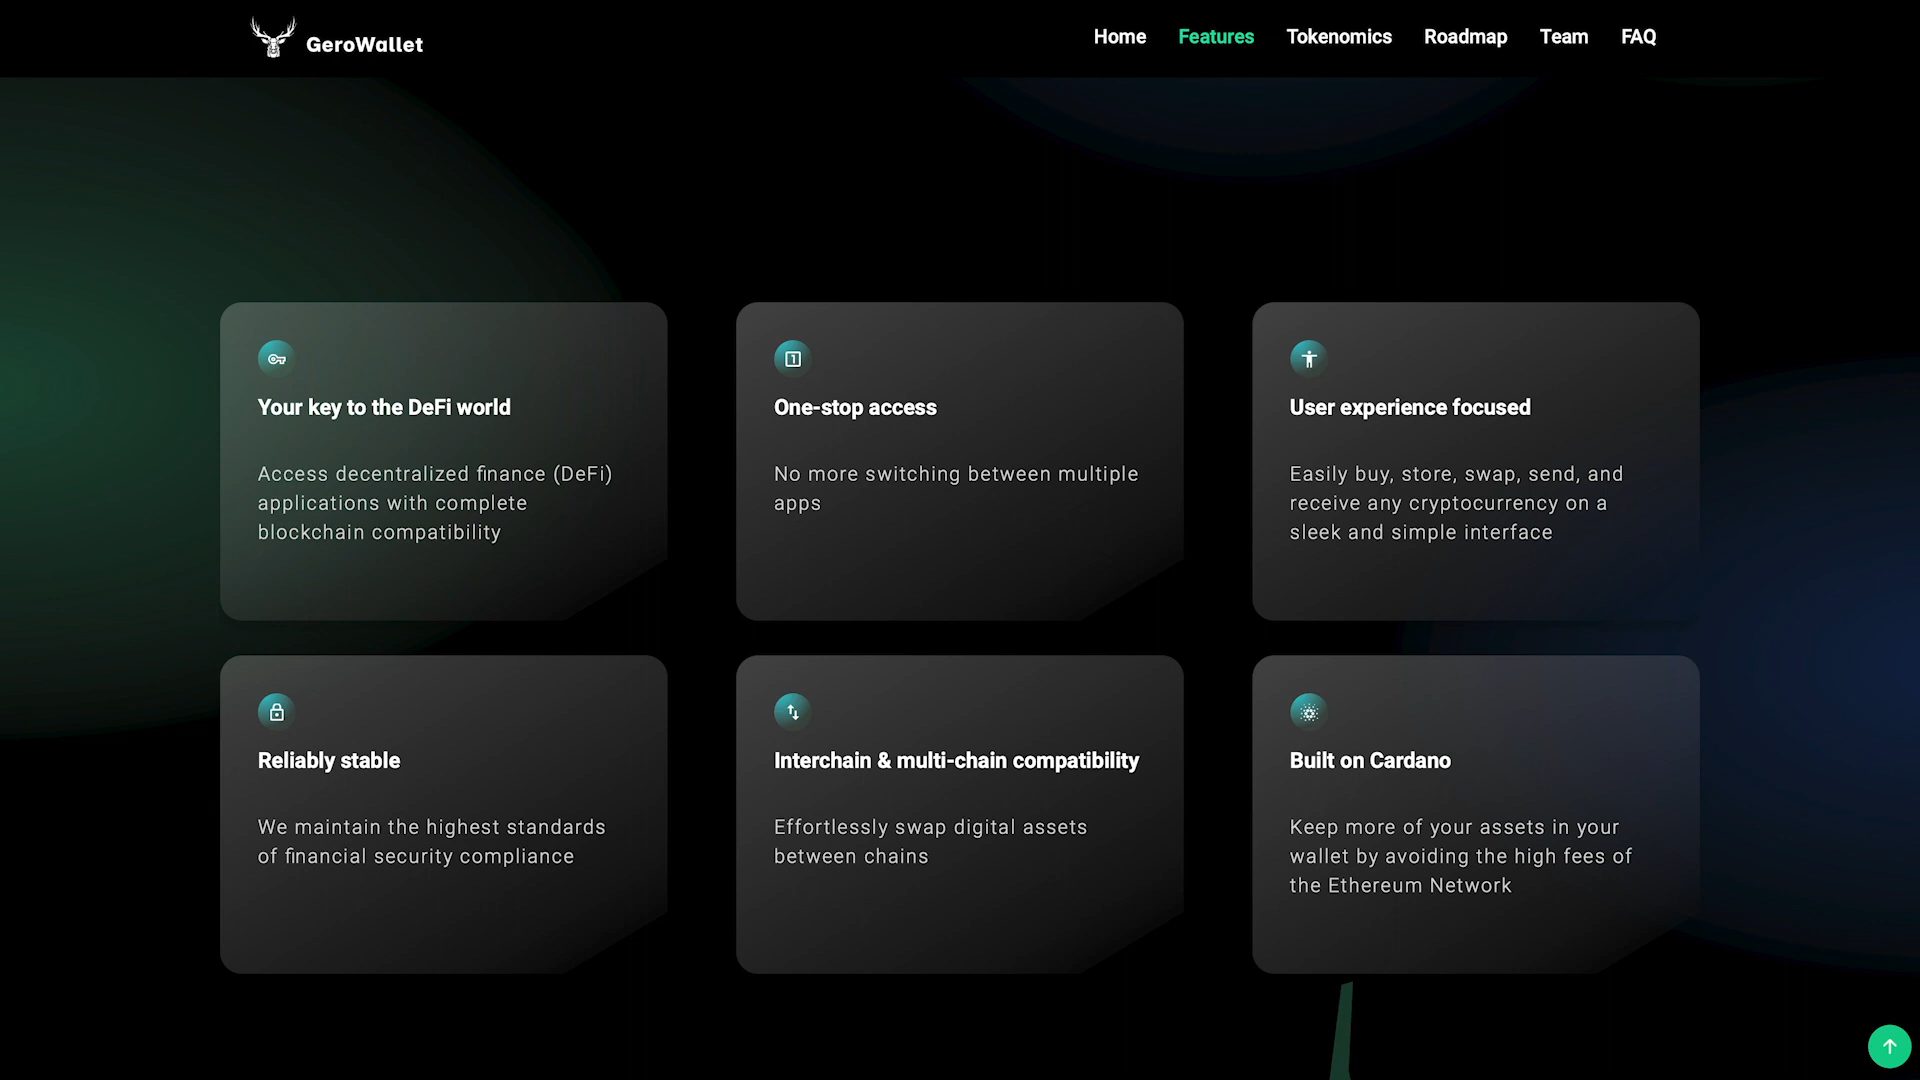 GeroWallet
Home Features Tokenomics Roadmap Team FAQ
Your key to the DeFi world
Access decentralized finance (DeFi)
applications with complete
blockchain compatibility
One-stop access
No more switching between multiple
apps
User experience focused
Easily buy, store, swap, send, and
receive any cryptocurrency on a
sleek and simple interface
Reliably stable
We maintain the highest standards
of financial security compliance
Interchain & multi-chain compatibility
Effortlessly swap digital assets
between chains
Built on Cardano
Keep more of your assets in your
wallet by avoiding the high fees of
the Ethereum Network